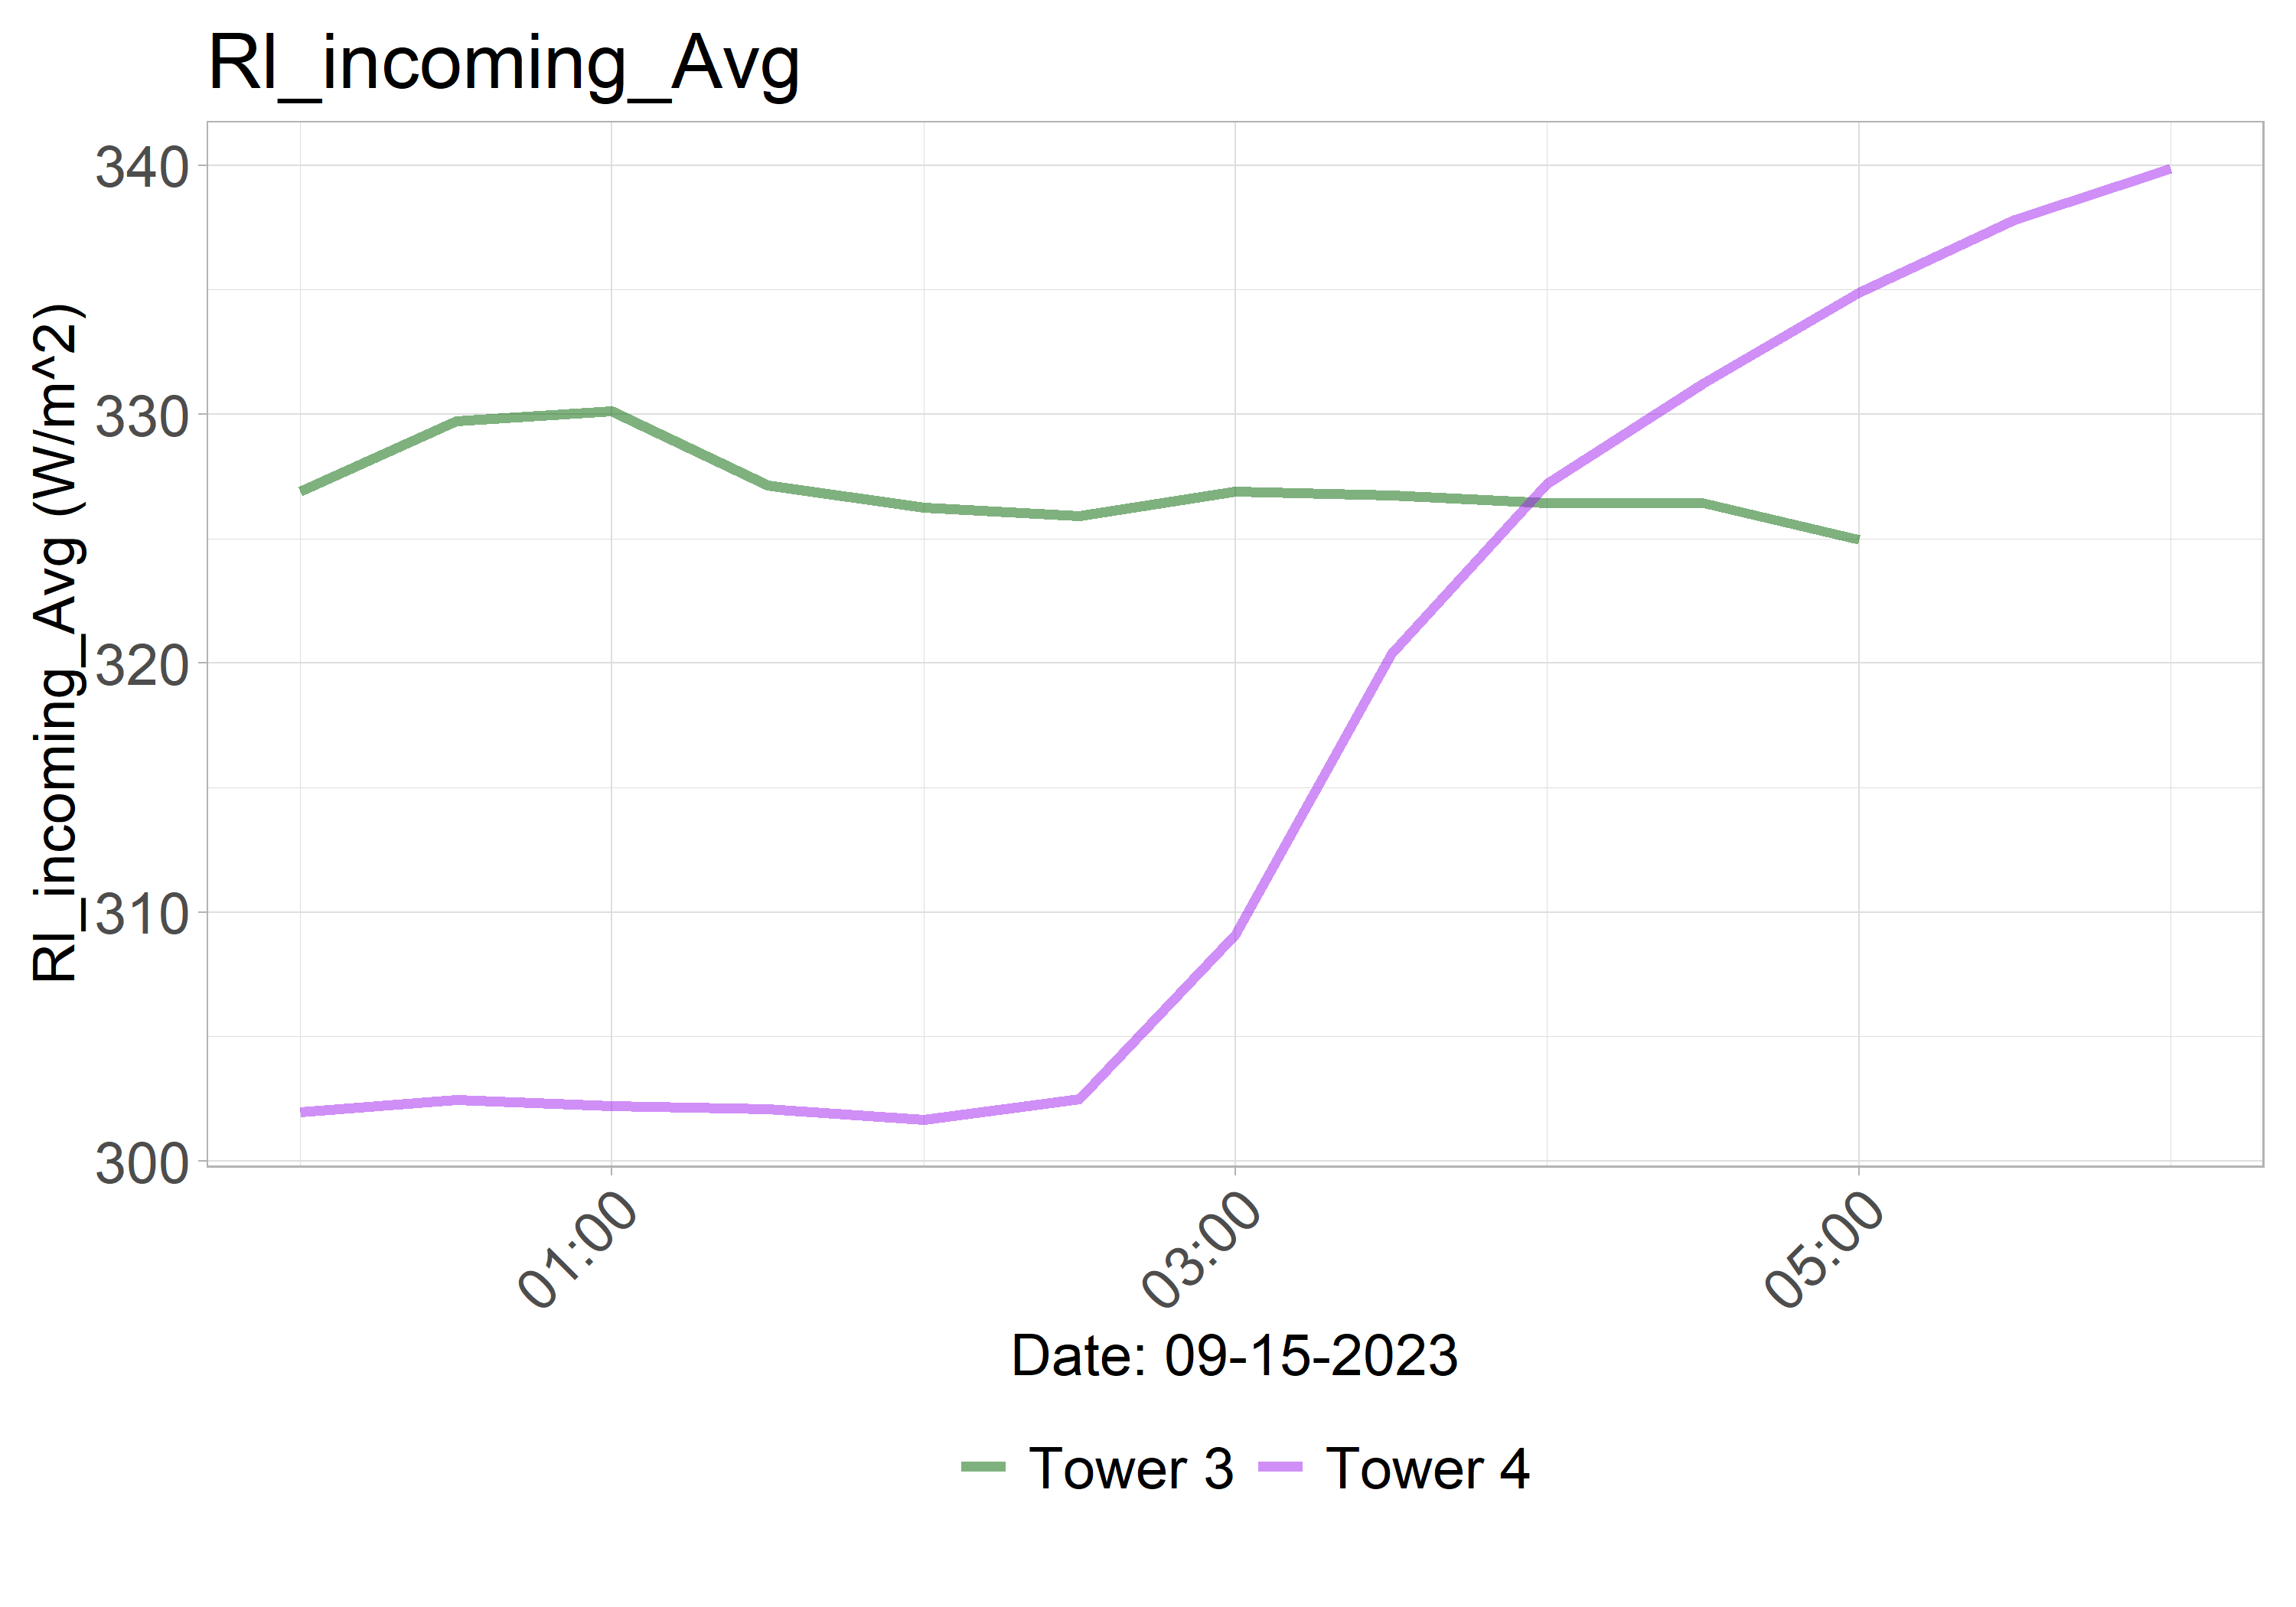 Rl_incoming_Avg
Rl_incoming_Avg (W/m^2)
340
330
320
310
300
01:00
03:00
05:00
Date: 09-15-2023
Tower 3
Tower 4